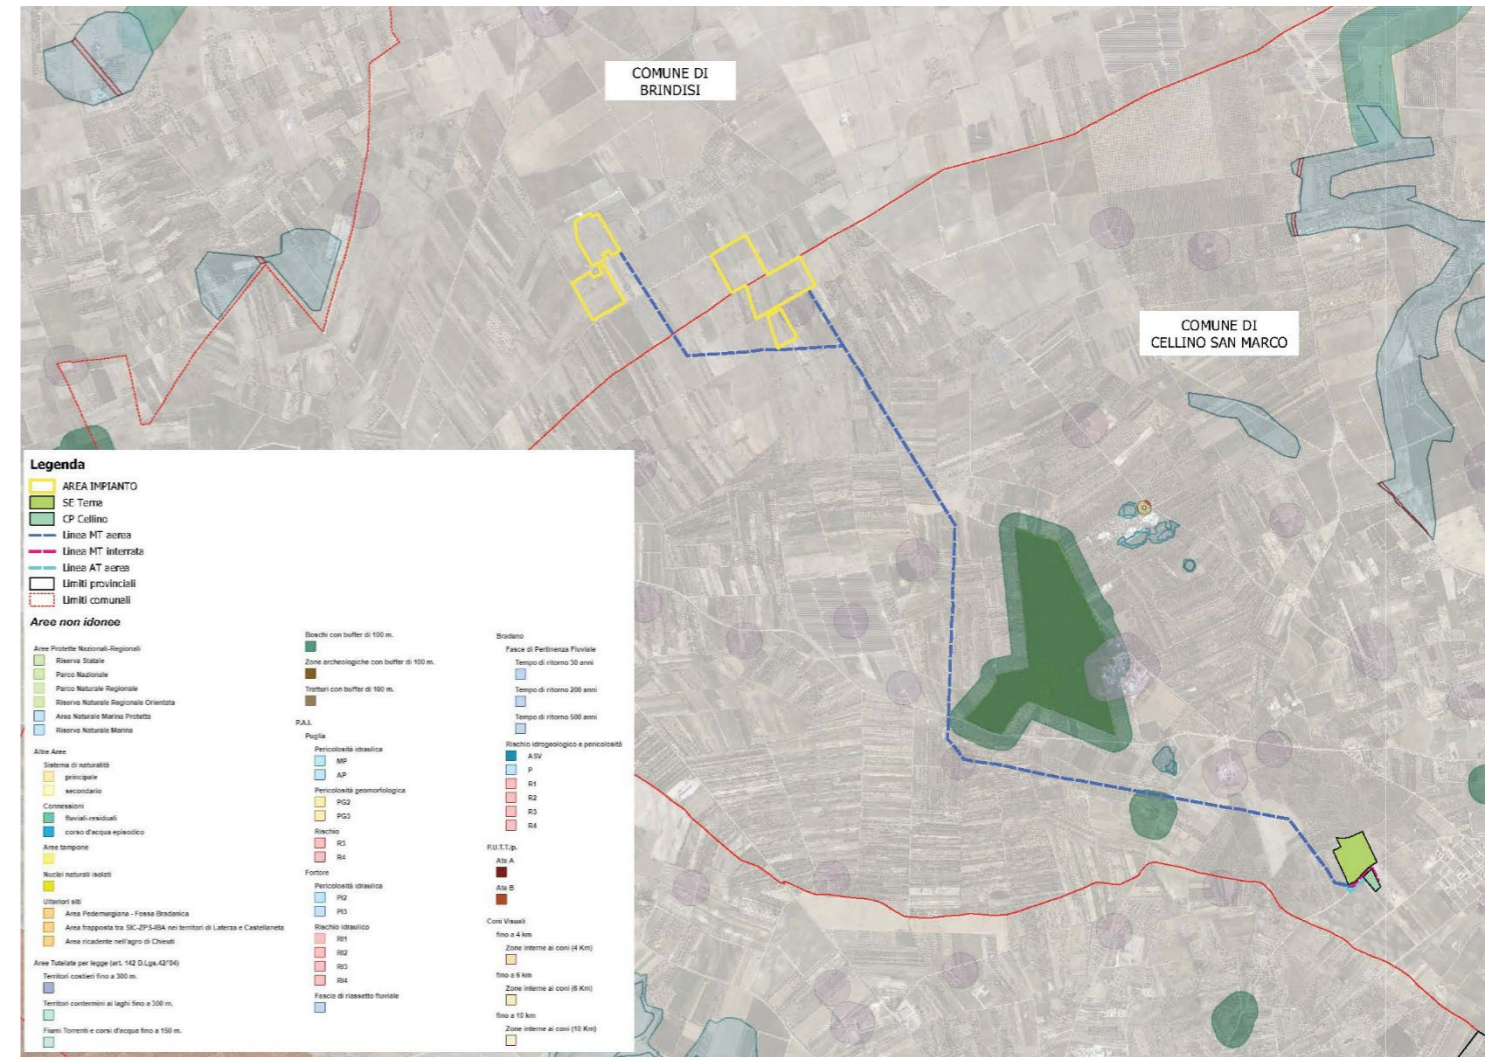 COMUNE DI
BRINDISI
COMUNE DI
CELLINO SAN MARCO
Legenda
AREA IMPIANTO
SE Terna
CP Cellino
Linea MT aerea
Linea MT interrata
Linea AT aerea
Limiti provinciali
Limiti comunali
Aree non idonee
Aree Protette Nazionali-Regionali
Riserva Statale
Parco Nazionale
Parco Naturale Regionale
Riserva Naturale Regionale Orientata
Area Naturale Marina Protetta
Riserva Naturale Marina
Altre Aree
Sistema di naturalità
principale
secondario
Connessioni
fluviali-residuali
corso d'acqua episodico
Aree tampone
Nuclei naturali isolati
Ulteriori siti
Area Pedemurgiana - Fossa Bradanica
Area frapposta tra SIC-ZPS-IBA nei territori di Laterza e Castellaneta
Area ricadente nell'agro di Chieuti
Aree Tutelate per legge (art. 142 D.Lgs.42/'04)
Territori costieri fino a 300 m.
Territori contermini ai laghi fino a 300 m.
Fiumi Torrenti e corsi d'acqua fino a 150 m.
Boschi con buffer di 100 m.
Zone archeologiche con buffer di 100 m.
Tratturi con buffer di 100 m.
P.A.I.
Puglia
Pericolosità idraulica
MP
AP
Pericolosità geomorfologica
PG2
PG3
Rischio
R3
R4
Fortore
Pericolosità idraulica
PI2
PI3
Rischio idraulico
RI1
RI2
RI3
RI4
Fascia di riassetto fluviale
Bradano
Fasce di Pertinenza Fluviale
Tempo di ritorno 30 anni
Tempo di ritorno 200 anni
Tempo di ritorno 500 anni
Rischio idrogeologico e pericolosità
ASV
P
R1
R2
R3
R4
P.U.T.T./p.
Ate A
Ate B
Coni Visuali
fino a 4 km
Zone interne ai coni (4 Km)
fino a 6 km
Zone interne ai coni (6 Km)
fino a 10 km
Zone interne ai coni (10 Km)